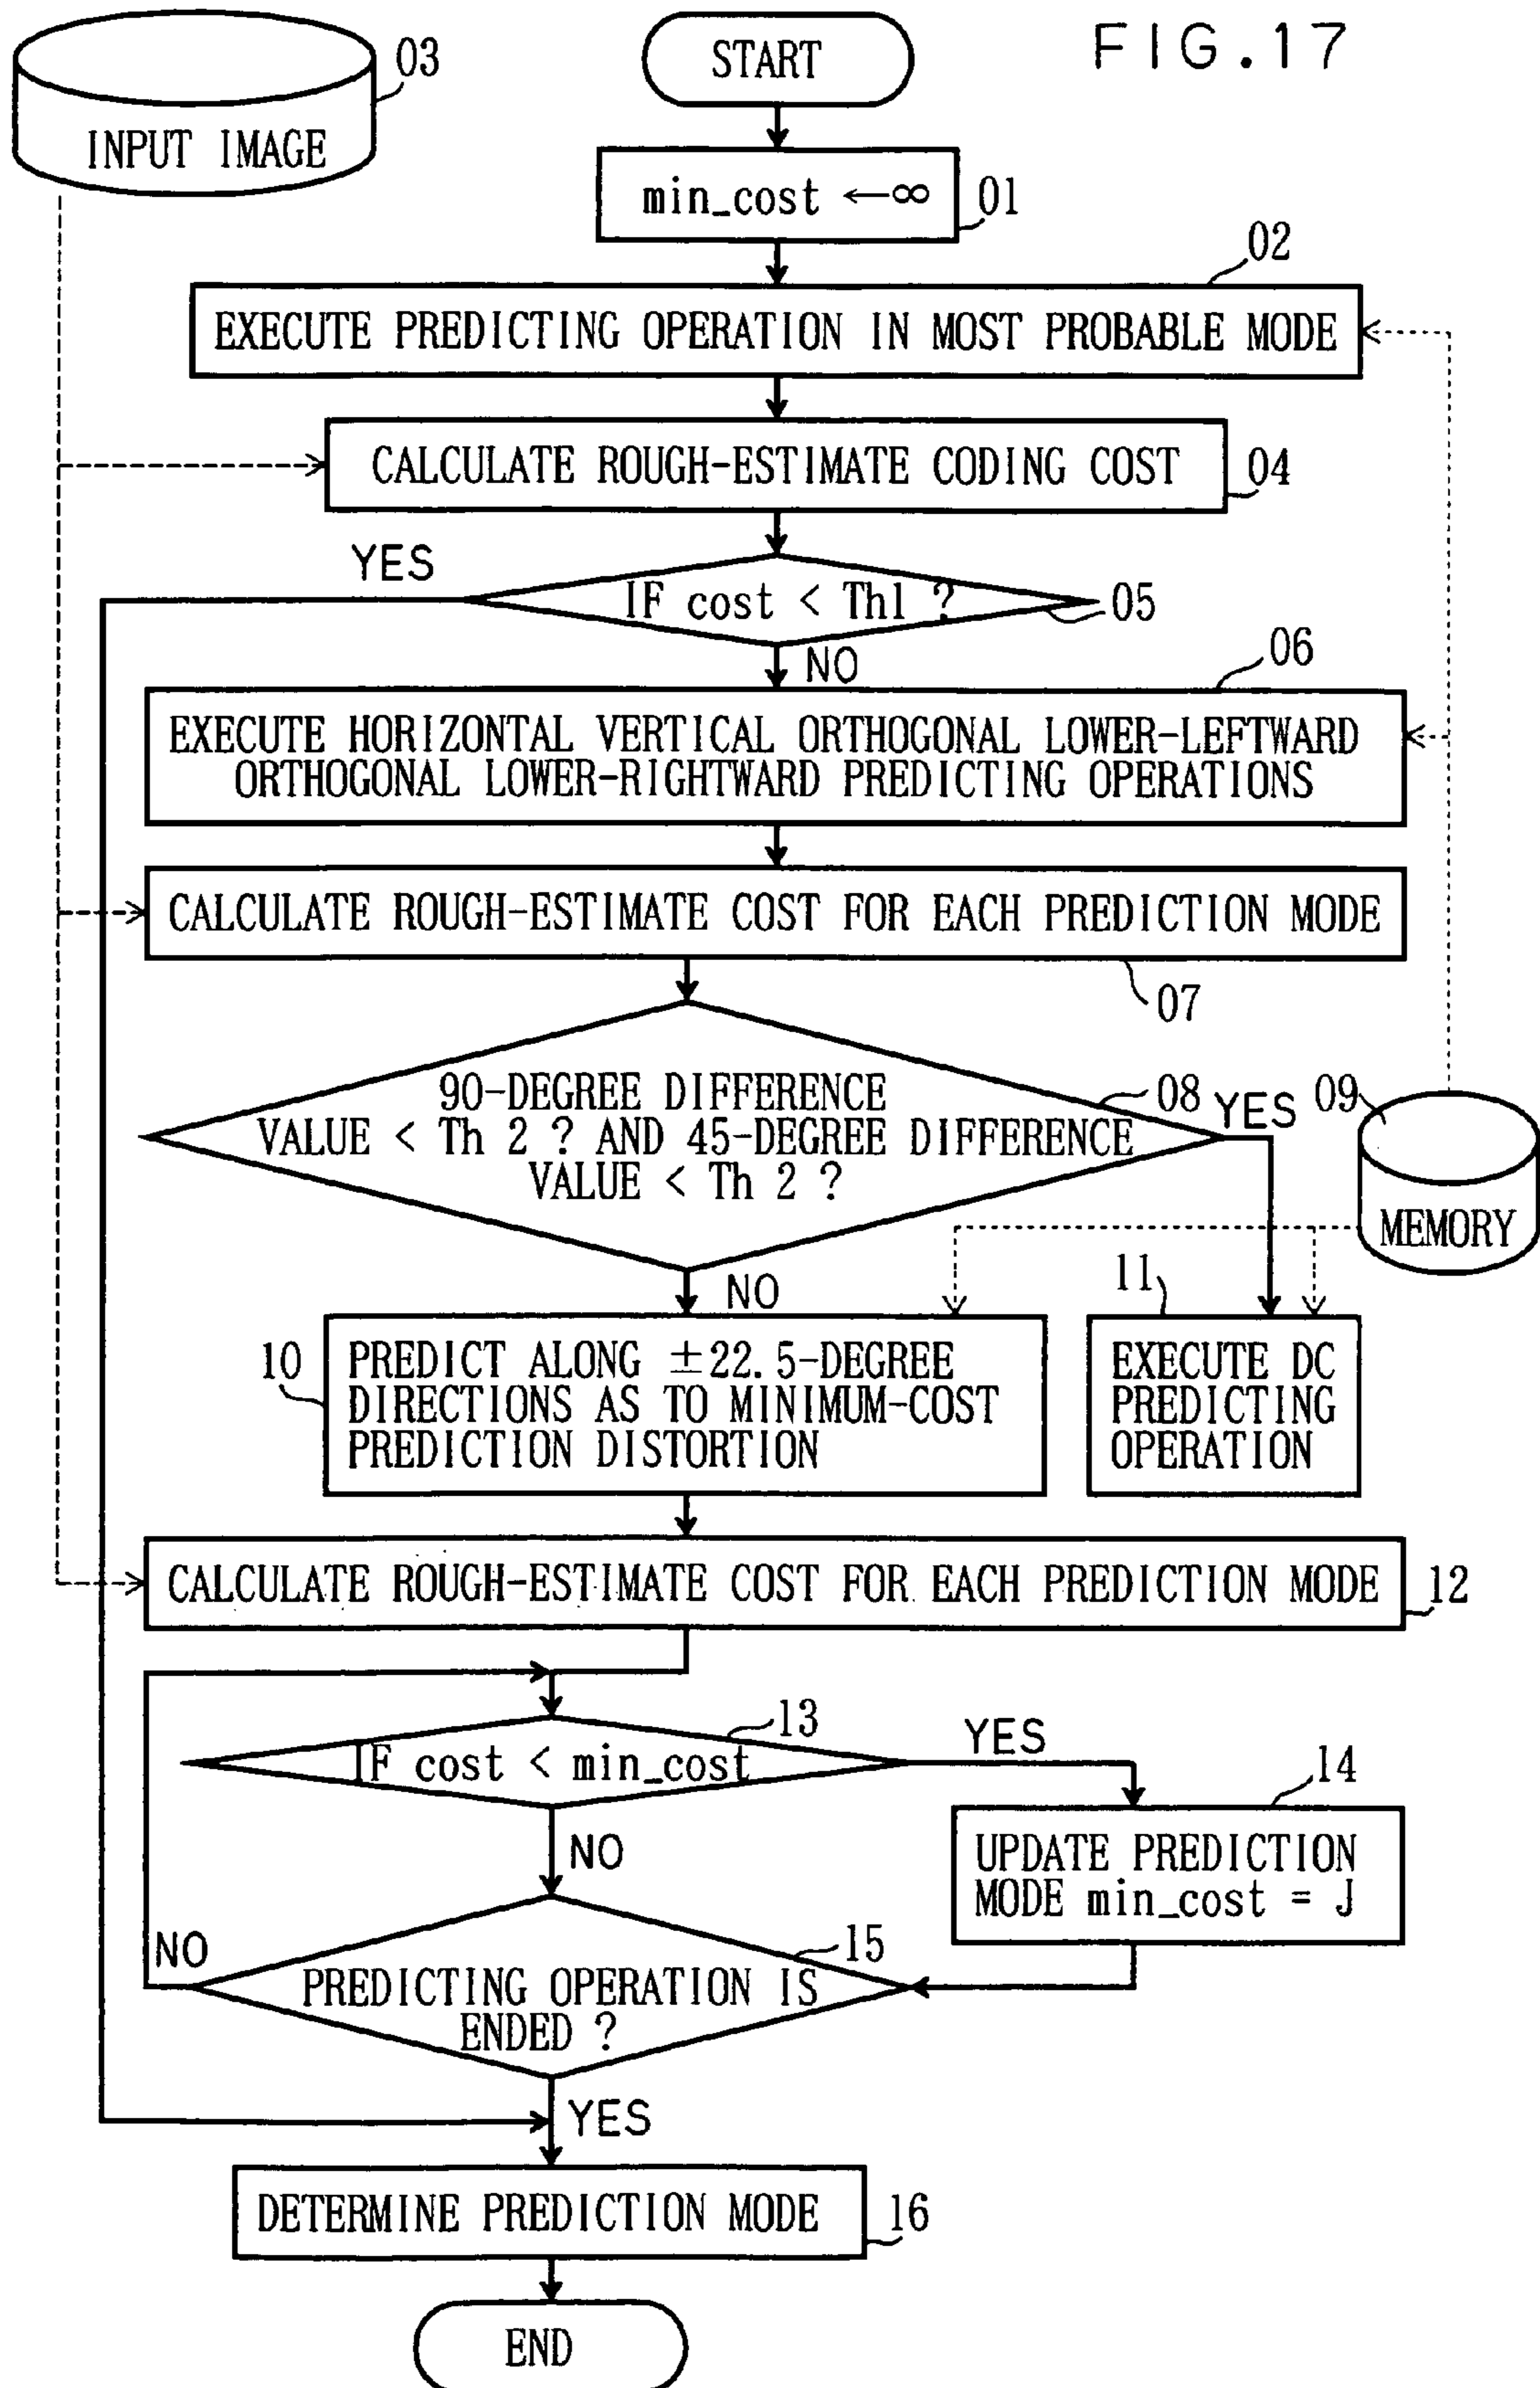 FIG.17
START
03
INPUT IMAGE
min_cost ←∞
01
02
EXECUTE PREDICTING OPERATION IN MOST PROBABLE MODE
CALCULATE ROUGH-ESTIMATE CODING COST
04
YES
IF cost < Th1 ?
05
NO
06
EXECUTE HORIZONTAL VERTICAL ORTHOGONAL LOWER-LEFTWARD
ORTHOGONAL LOWER-RIGHTWARD PREDICTING OPERATIONS
CALCULATE ROUGH-ESTIMATE COST FOR EACH PREDICTION MODE
07
90-DEGREE DIFFERENCE
VALUE < Th 2 ? AND 45-DEGREE DIFFERENCE
VALUE < Th 2 ?
08
YES
09
MEMORY
NO
10
PREDICT ALONG ±22.5-DEGREE
DIRECTIONS AS TO MINIMUM-COST
PREDICTION DISTORTION
11
EXECUTE DC
PREDICTING
OPERATION
CALCULATE ROUGH-ESTIMATE COST FOR EACH PREDICTION MODE
12
13
IF cost < min_cost
YES
14
UPDATE PREDICTION
MODE min_cost = J
NO
NO
15
PREDICTING OPERATION IS
ENDED ?
YES
DETERMINE PREDICTION MODE
16
END